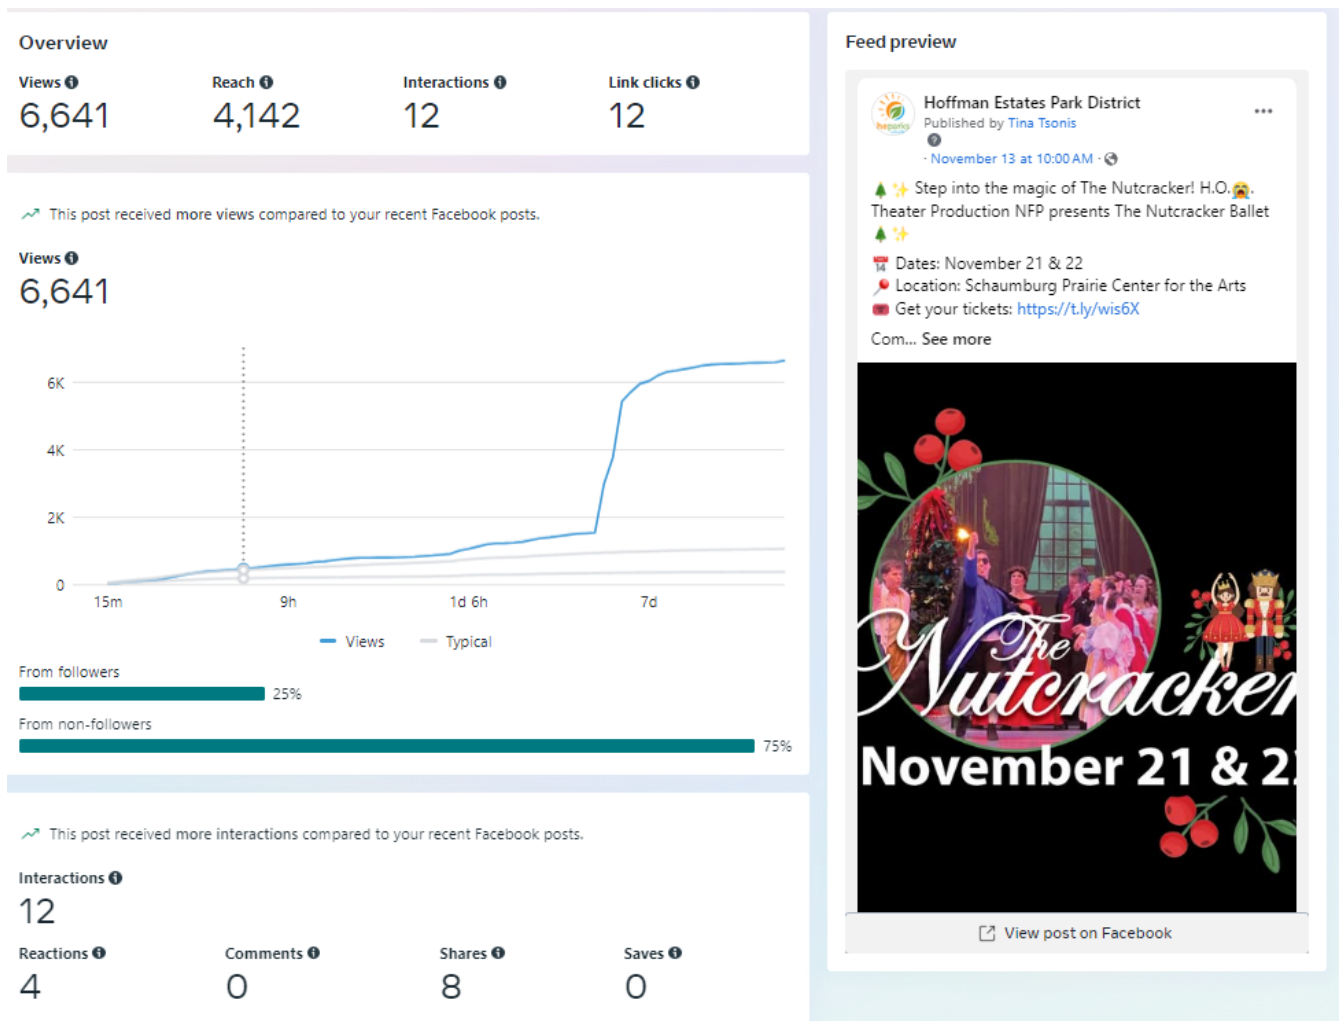 Overview
Views
6,641
Reach
4,142
Interactions
12
Link clicks
12
This post received more views compared to your recent Facebook posts.
Views
6,641
6K
4K
2K
0
15m
9h
1d 6h
7d
Views
Typical
From followers
25%
From non-followers
75%
This post received more interactions compared to your recent Facebook posts.
Interactions
12
Reactions
4
Comments
0
Shares
8
Saves
0
Feed preview
heparks
Hoffman Estates Park District
Published by Tina Tsonis
· November 13 at 10:00 AM ·
🎄✨ Step into the magic of The Nutcracker! H.O.😭.
Theater Production NFP presents The Nutcracker Ballet
🎄✨
📅 Dates: November 21 & 22
📍 Location: Schaumburg Prairie Center for the Arts
🎟️ Get your tickets: https://t.ly/wis6X
Com... See more
The
Nutcracker
November 21 & 2
View post on Facebook